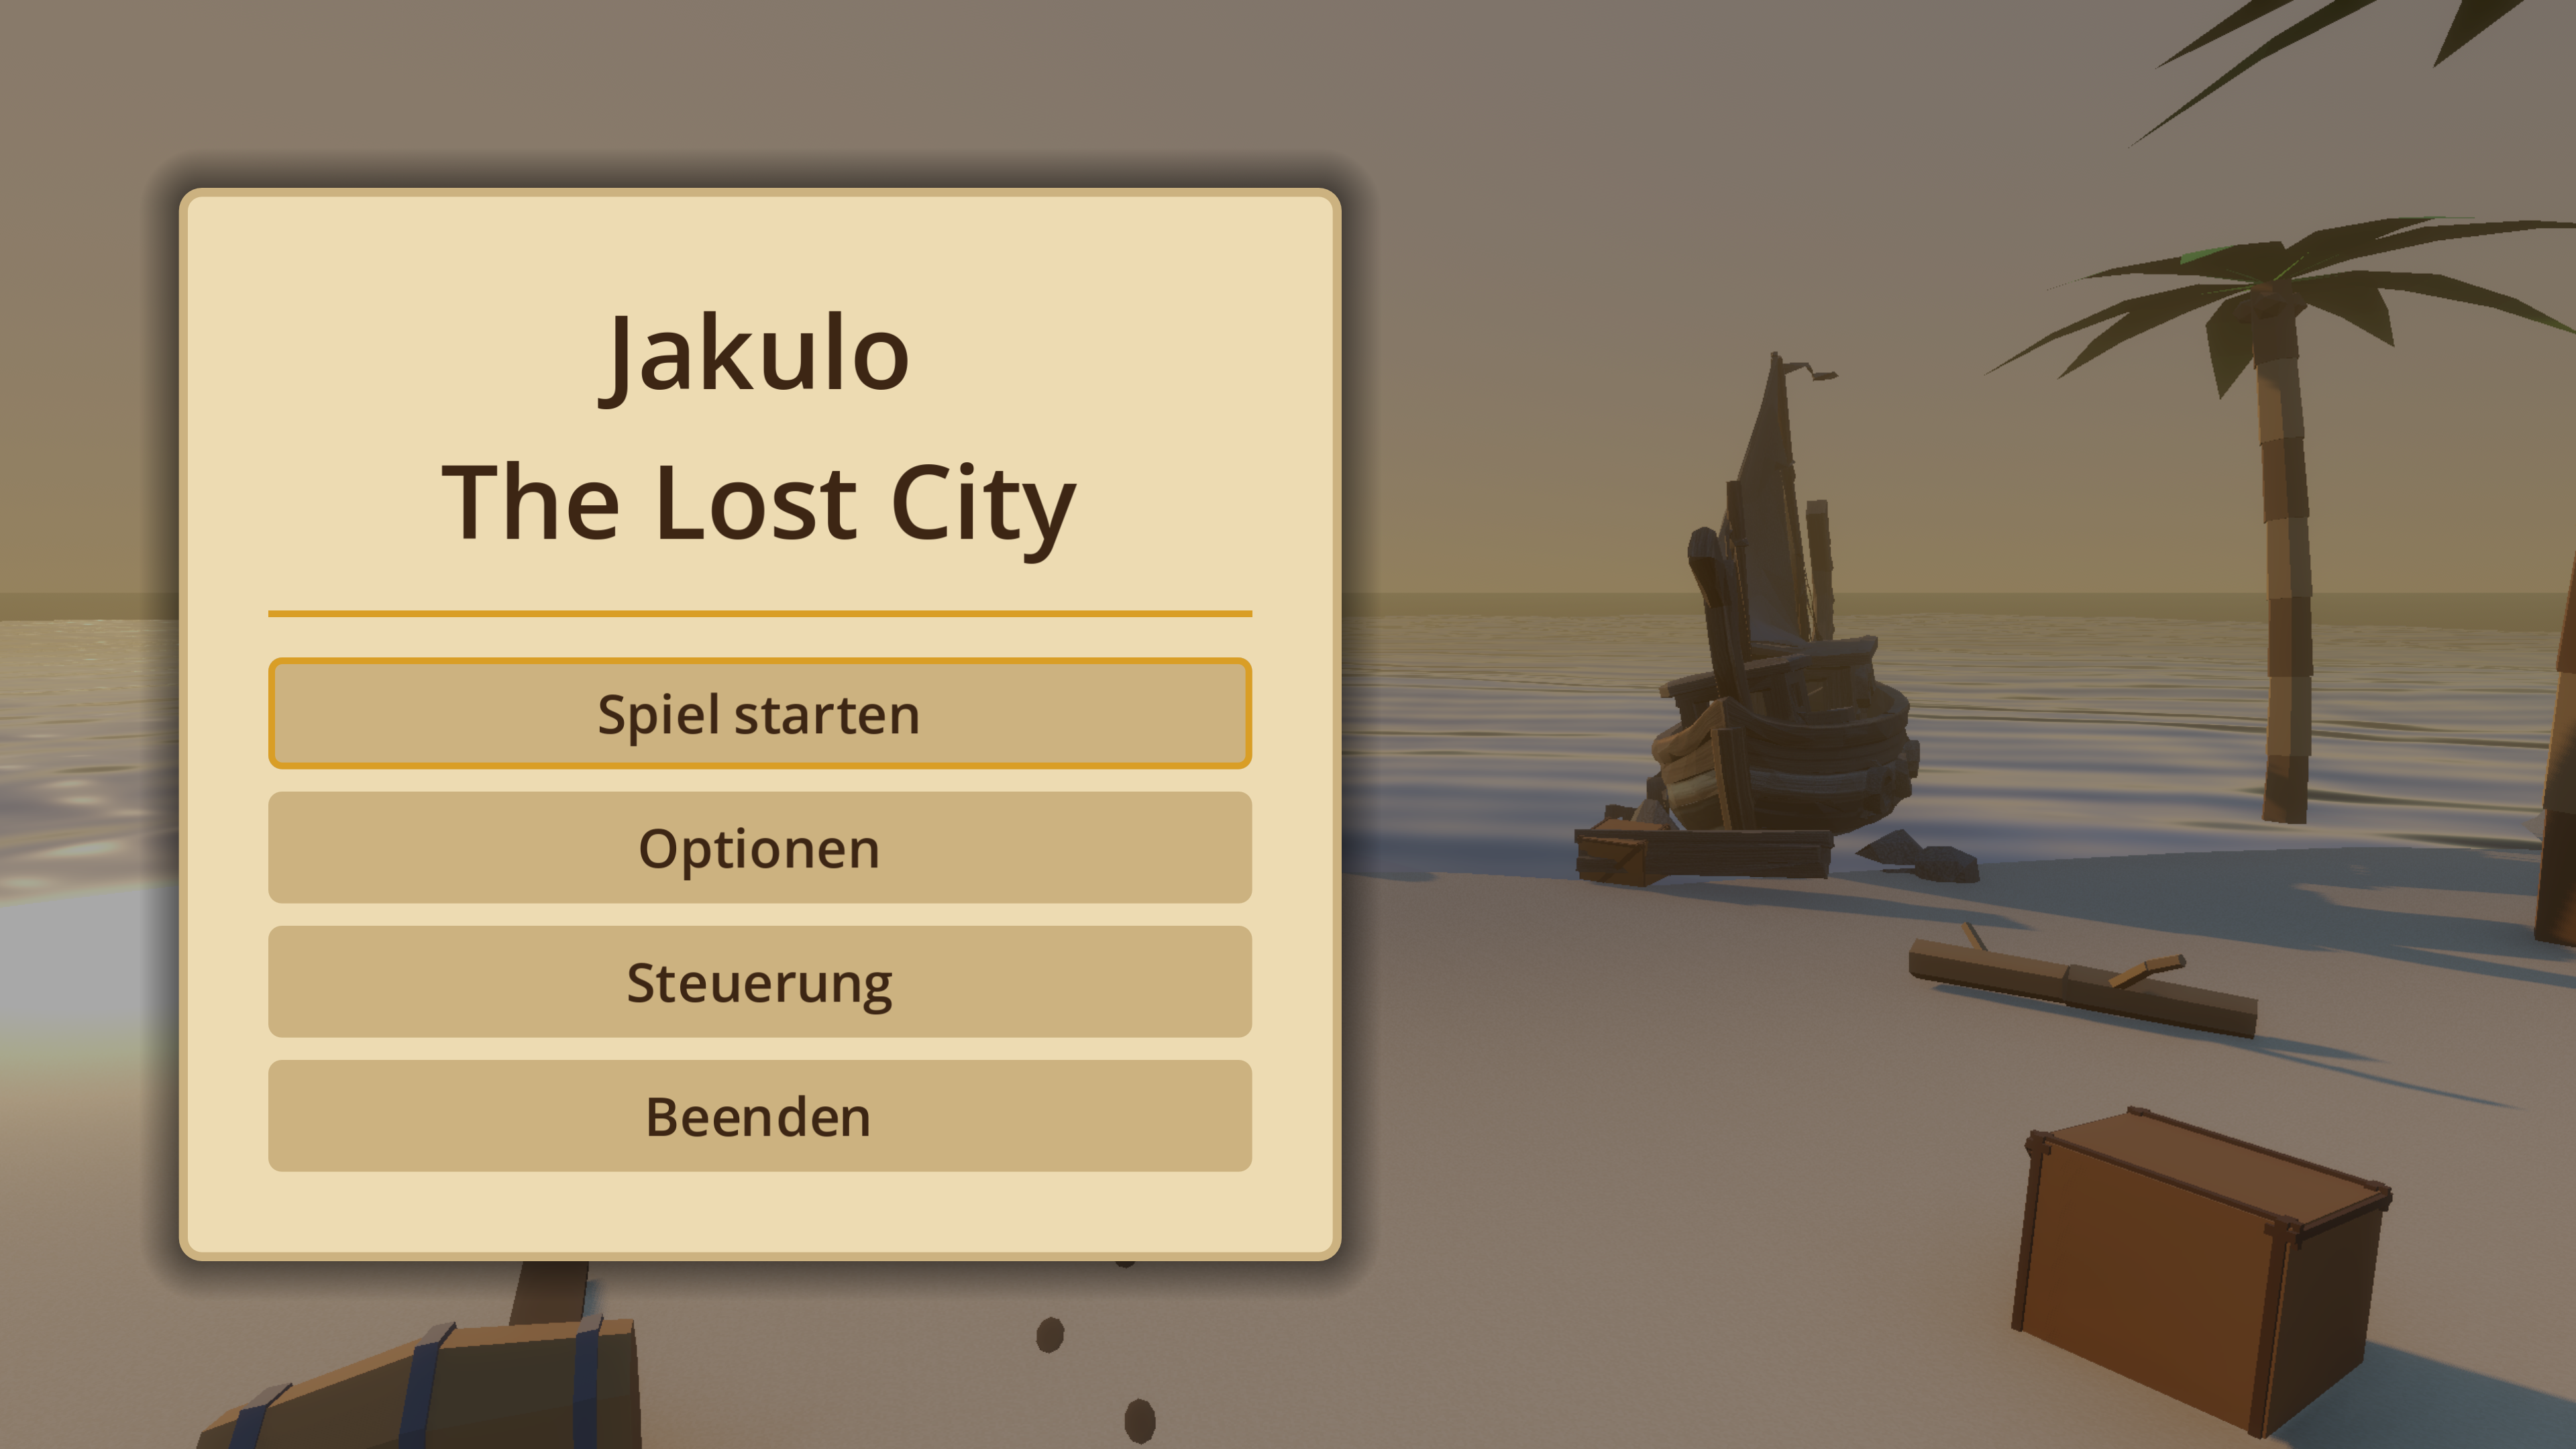 Jakulo
The Lost City
Spiel starten
Optionen
Steuerung
Beenden